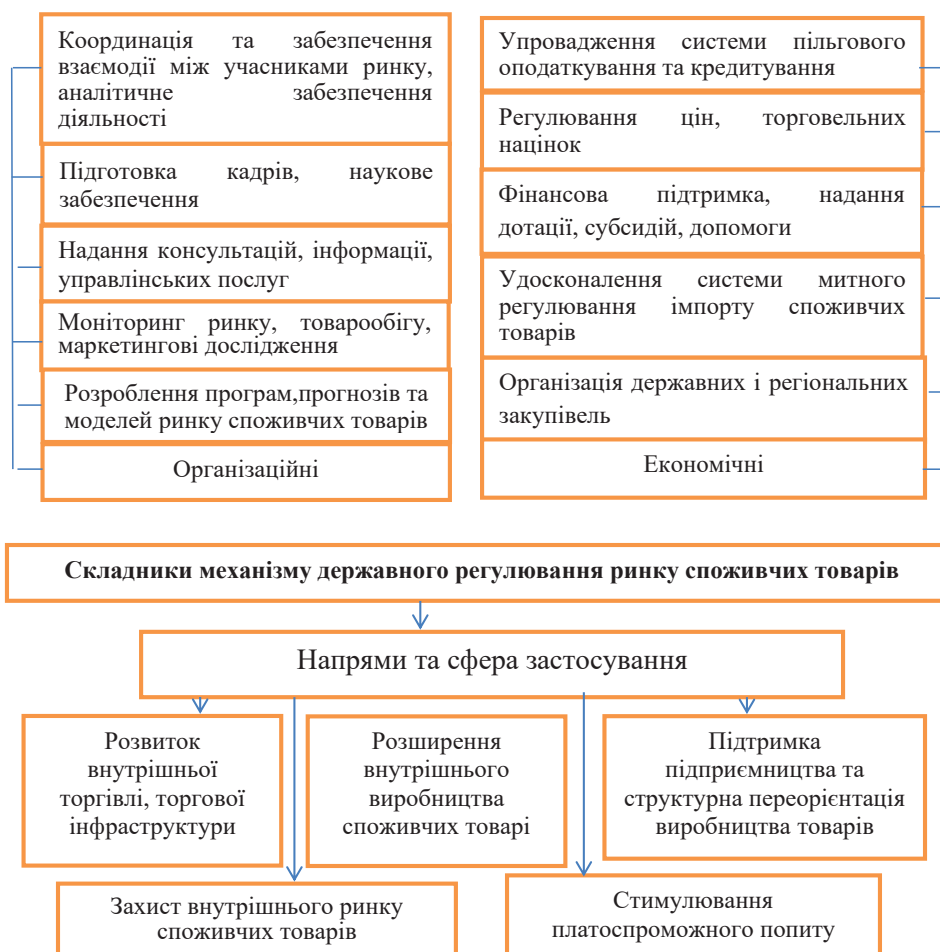 Координація та забезпечення
взаємодії між учасниками ринку,
аналітичне забезпечення
діяльності
Підготовка кадрів, наукове
забезпечення
Надання консультацій, інформації,
управлінських послуг
Моніторинг ринку, товарообігу,
маркетингові дослідження
Розроблення програм,прогнозів та
моделей ринку споживчих товарів
Організаційні
Упровадження системи пільгового
оподаткування та кредитування
Регулювання цін, торговельних
націнок
Фінансова підтримка, надання
дотації, субсидій, допомоги
Удосконалення системи митного
регулювання імпорту споживчих
товарів
Організація державних і регіональних
закупівель
Економічні
Складники механізму державного регулювання ринку споживчих товарів
Напрями та сфера застосування
Розвиток
внутрішньої
торгівлі, торгової
інфраструктури
Розширення
внутрішнього
виробництва
споживчих товарі
Підтримка
підприємництва та
структурна переорієнтація
виробництва товарів
Захист внутрішнього ринку
споживчих товарів
Стимулювання
платоспроможного попиту